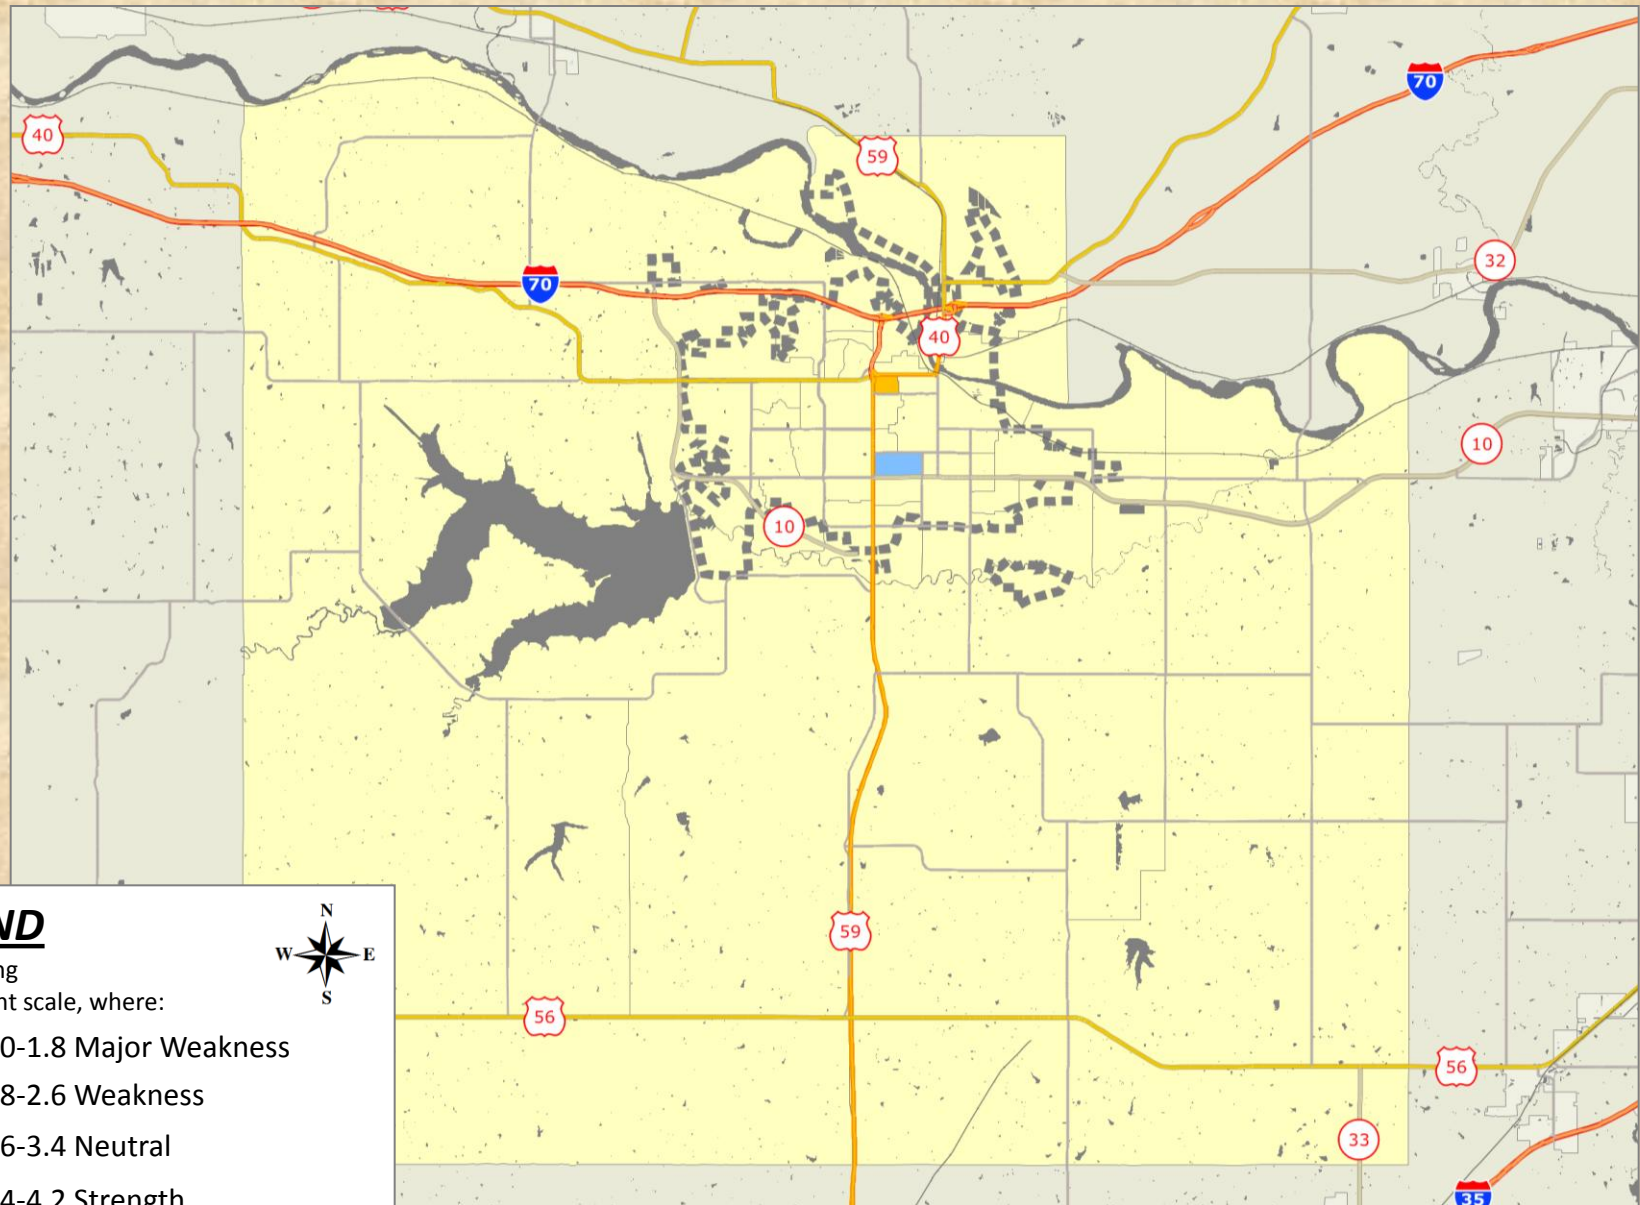 70
40
59
32
70
40
10
10
59
56
56
33
35
ND
N
W E
S
ng
nt scale, where:
0-1.8 Major Weakness
8-2.6 Weakness
6-3.4 Neutral
4-4.2 Strength